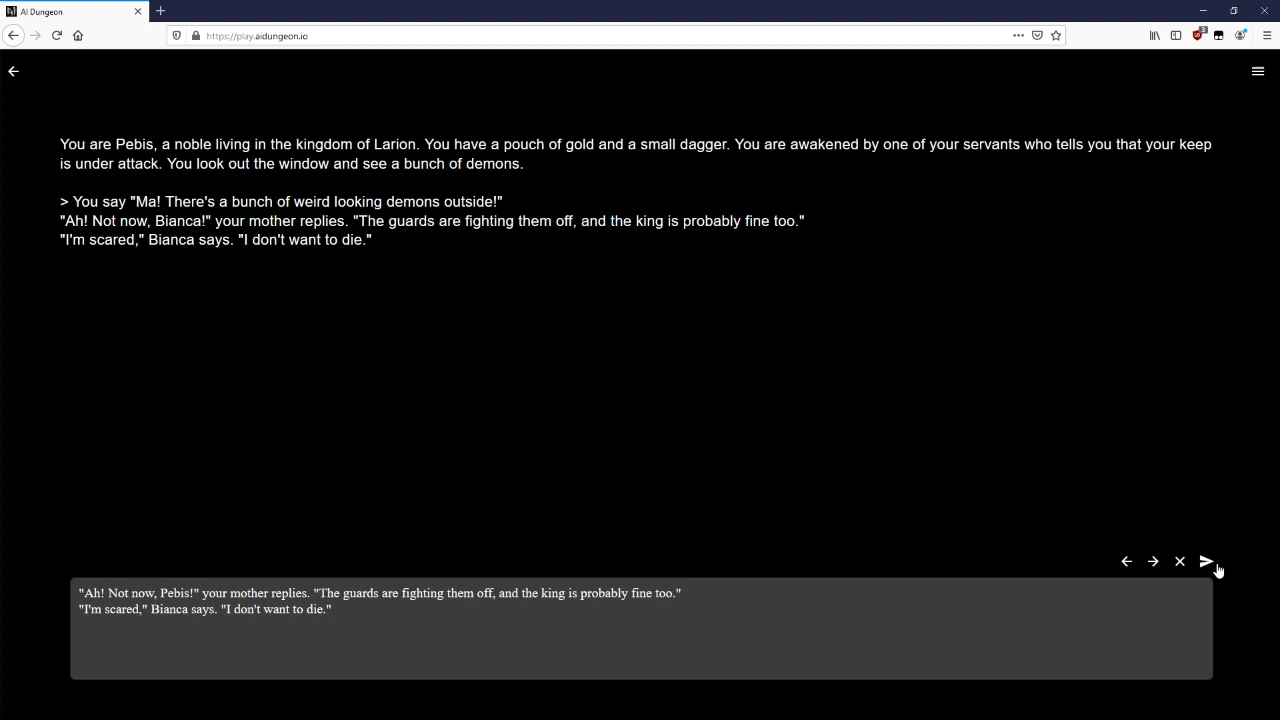 AI Dungeon
https://play.aidungeon.io
You are Pebis, a noble living in the kingdom of Larion. You have a pouch of gold and a small dagger. You are awakened by one of your servants who tells you that your keep
is under attack. You look out the window and see a bunch of demons.
> You say "Ma! There's a bunch of weird looking demons outside!"
"Ah! Not now, Bianca!" your mother replies. "The guards are fighting them off, and the king is probably fine too."
"I'm scared," Bianca says. "I don't want to die."
"Ah! Not now, Pebis!" your mother replies. "The guards are fighting them off, and the king is probably fine too."
"I'm scared," Bianca says. "I don't want to die."